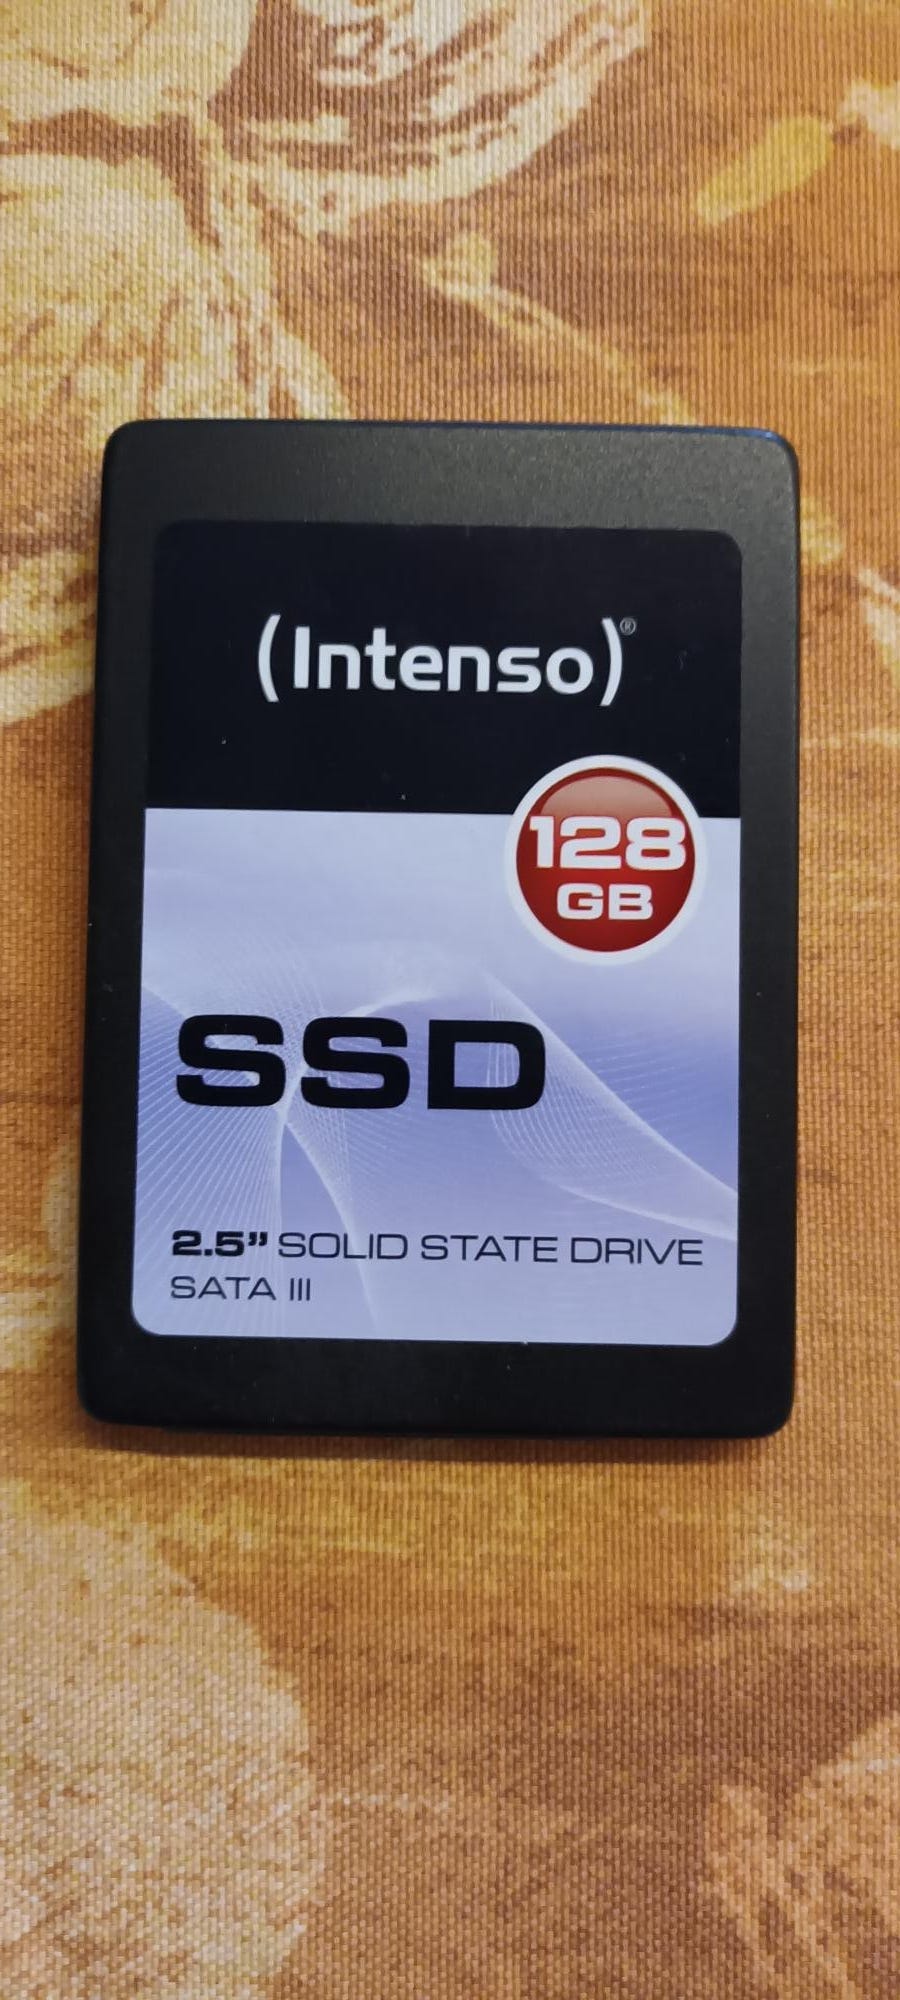 (Intenso)®
128
GB
SSD
2.5” SOLID STATE DRIVE
SATA III